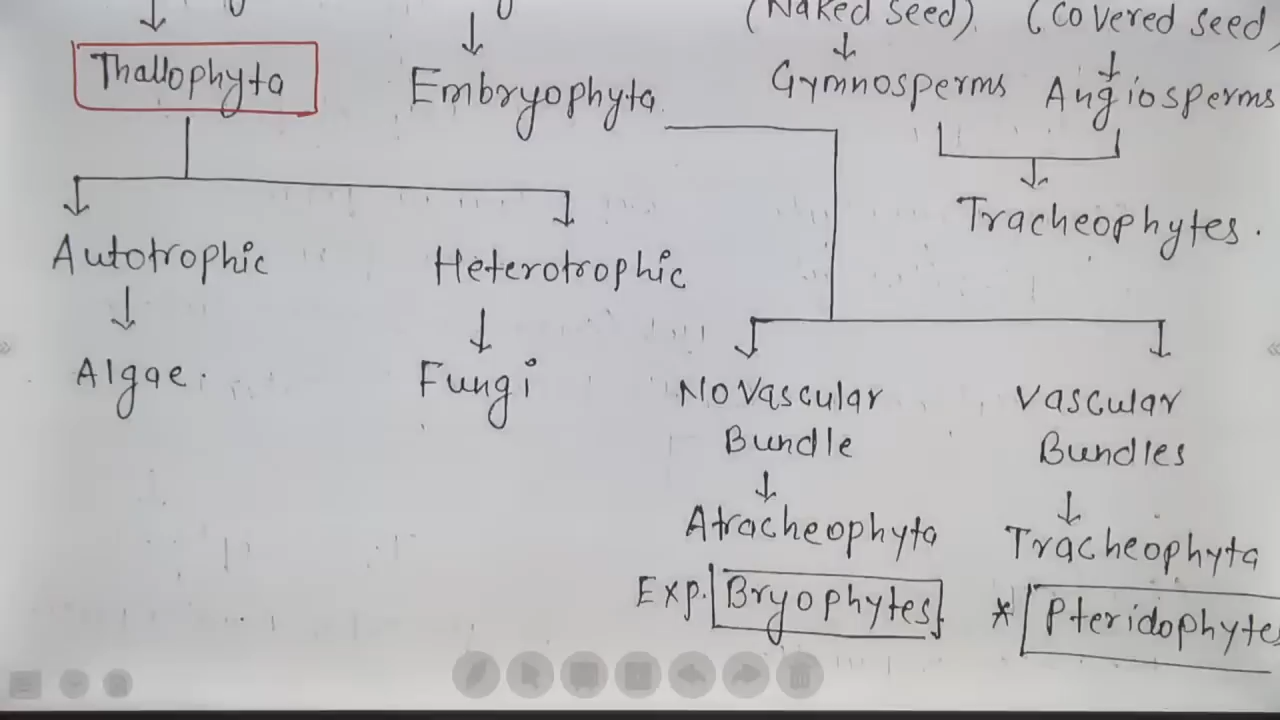 (Naked seed). (Covered seed)
Thallophyta Embryophyta Gymnosperms Angiosperms
Tracheophytes.
Autotrophic Heterotrophic
Algae. Fungi
No Vascular Bundle
Vascular Bundles
Atracheophyta
Tracheophyta
Exp. Bryophytes
* Pteridophytes